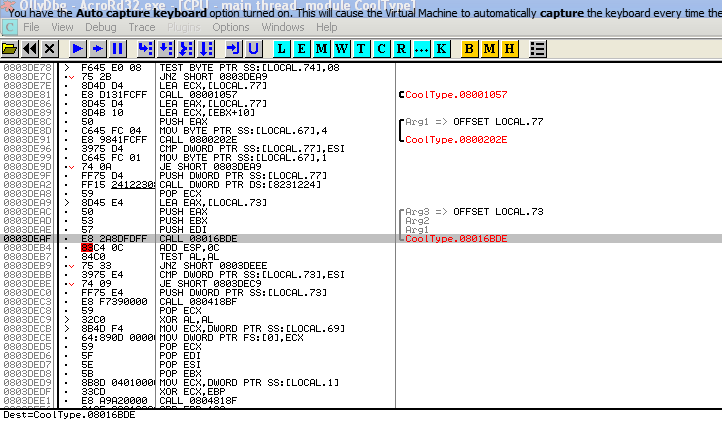 OllyDbg - AcroRd32.exe - [CPU - main thread, module CoolType]
You have the Auto capture keyboard option turned on. This will cause the Virtual Machine to automatically capture the keyboard every time the
C File View Debug Trace Plugins Options Windows Help
L E M W T C R ... K B M H
0803DE78 > F645 E0 08 TEST BYTE PTR SS:[LOCAL.74],08
0803DE7C 75 2B JNZ SHORT 0803DEA9
0803DE7E 8D4D D4 LEA ECX,[LOCAL.77]
0803DE81 E8 D131FCFF CALL 08001057 CoolType.08001057
0803DE86 8D45 D4 LEA EAX,[LOCAL.77]
0803DE89 8D4B 10 LEA ECX,[EBX+10]
0803DE8C 50 PUSH EAX Arg1 => OFFSET LOCAL.77
0803DE8D C645 FC 04 MOV BYTE PTR SS:[LOCAL.67],4
0803DE91 E8 9841FCFF CALL 0800202E CoolType.0800202E
0803DE96 3975 D4 CMP DWORD PTR SS:[LOCAL.77],ESI
0803DE99 C645 FC 01 MOV BYTE PTR SS:[LOCAL.67],1
0803DE9D 74 0A JE SHORT 0803DEA9
0803DE9F FF75 D4 PUSH DWORD PTR SS:[LOCAL.77]
0803DEA2 FF15 24122308 CALL DWORD PTR DS:[8231224]
0803DEA8 59 POP ECX
0803DEA9 > 8D45 E4 LEA EAX,[LOCAL.73]
0803DEAC 50 PUSH EAX Arg3 => OFFSET LOCAL.73
0803DEAD 53 PUSH EBX Arg2
0803DEAE 57 PUSH EDI Arg1
0803DEAF E8 2A8DFDFF CALL 08016BDE CoolType.08016BDE
0803DEB4 83C4 0C ADD ESP,0C
0803DEB7 84C0 TEST AL,AL
0803DEB9 75 33 JNZ SHORT 0803DEEE
0803DEBB 3975 E4 CMP DWORD PTR SS:[LOCAL.73],ESI
0803DEBE 74 09 JE SHORT 0803DEC9
0803DEC0 FF75 E4 PUSH DWORD PTR SS:[LOCAL.73]
0803DEC3 E8 F7390000 CALL 080418BF
0803DEC8 59 POP ECX
0803DEC9 > 32C0 XOR AL,AL
0803DECB > 8B4D F4 MOV ECX,DWORD PTR SS:[LOCAL.69]
0803DECE 64:890D 00000 MOV DWORD PTR FS:[0],ECX
0803DED5 59 POP ECX
0803DED6 5F POP EDI
0803DED7 5E POP ESI
0803DED8 5B POP EBX
0803DED9 8B8D 04010000 MOV ECX,DWORD PTR SS:[LOCAL.1]
0803DEDF 33CD XOR ECX,EBP
0803DEE1 E8 A9A20000 CALL 0804818F
Dest=CoolType.08016BDE